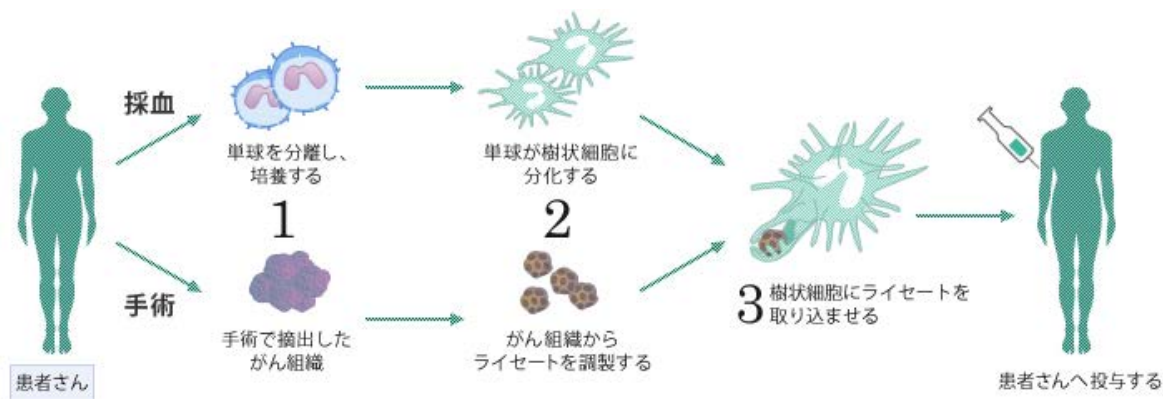 採血
単球を分離し、
培養する
単球が樹状細胞に
分化する
1
2
手術
手術で摘出した
がん組織
がん組織から
ライセートを調製する
3
樹状細胞にライセートを
取り込ませる
患者さん
患者さんへ投与する